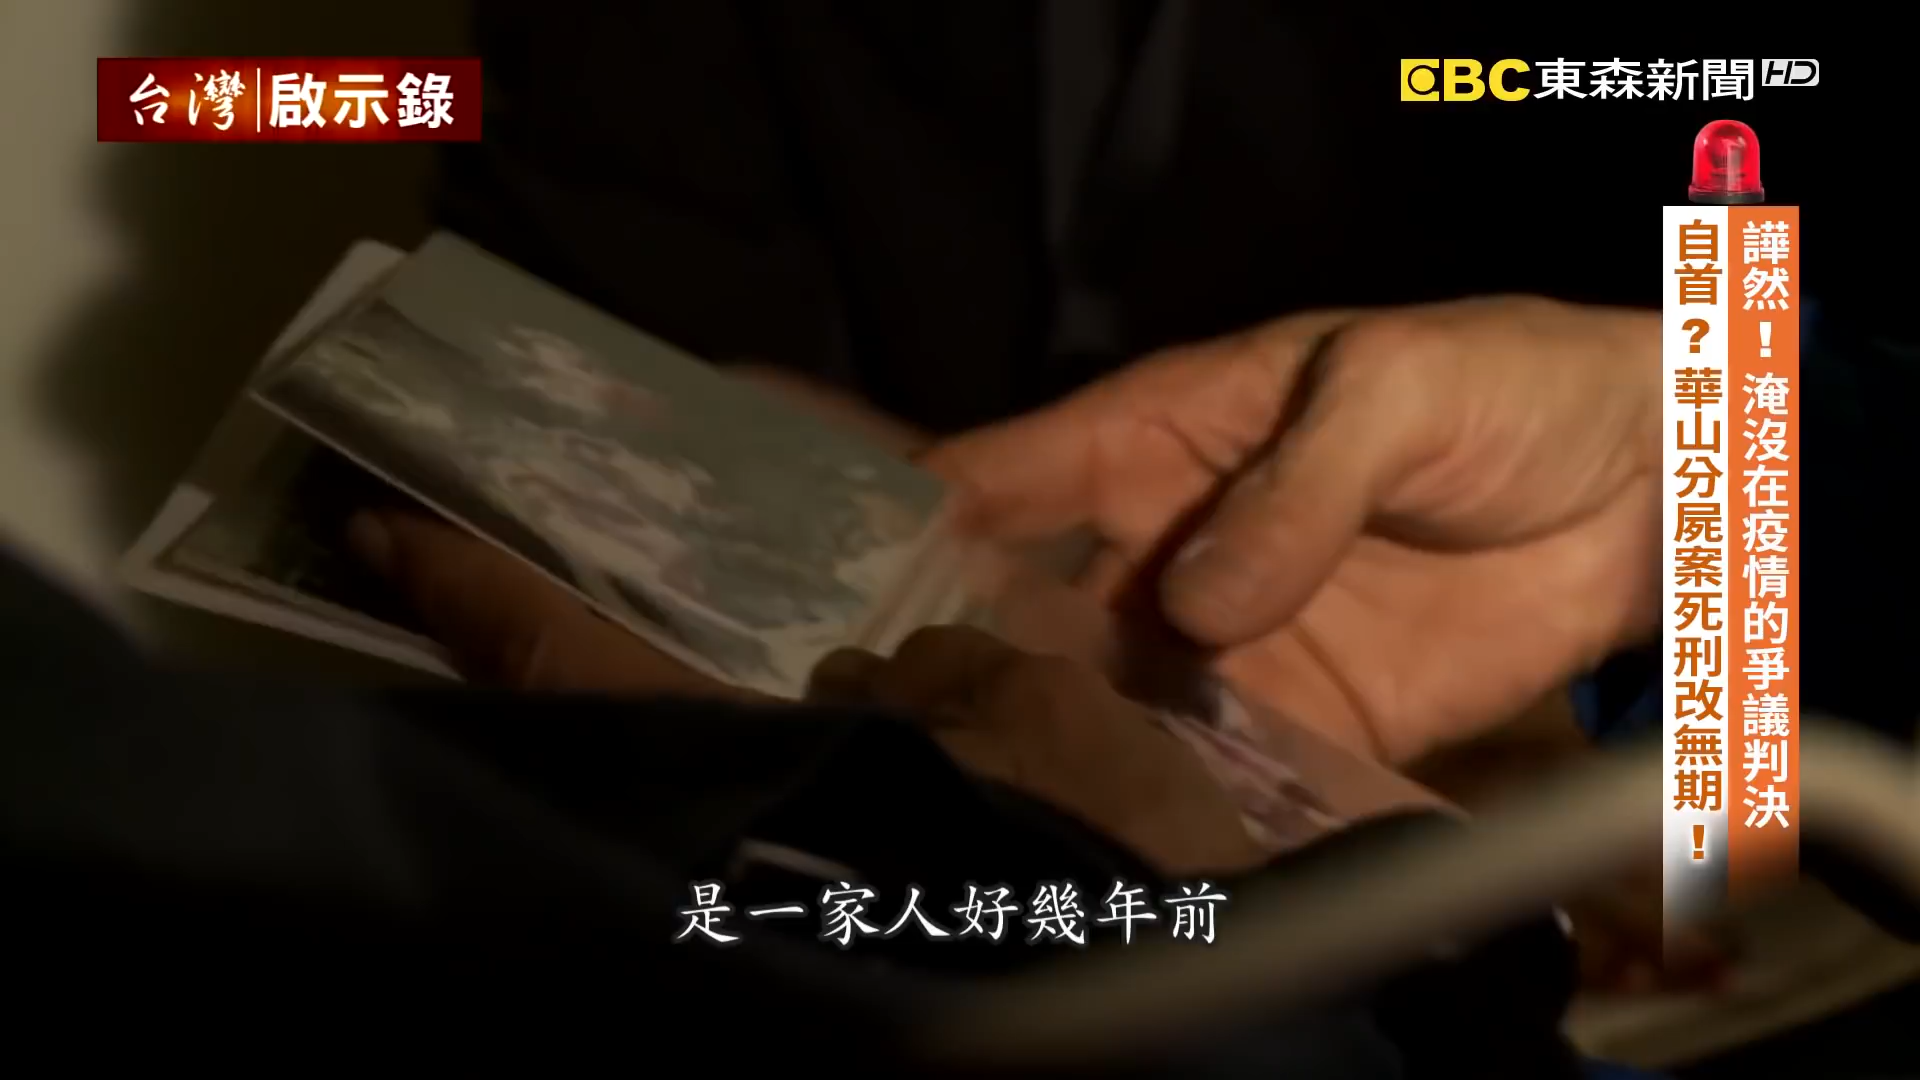 台灣啟示錄
EBC東森新聞HD
譁然！淹沒在疫情的爭議判決
自首？華山分屍案死刑改無期！
是一家人好幾年前